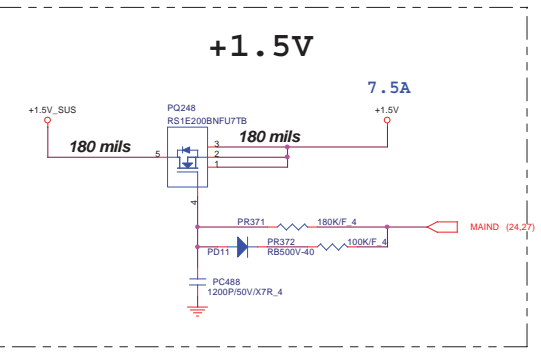 +1.5V
7.5A
+1.5V_SUS
PQ248
RS1E200BNFU7TB
+1.5V
180 mils
180 mils
5
3
2
1
4
PR371
180K/F_4
MAIND (24,27)
PD11
PR372
RB500V-40
100K/F_4
PC488
1200P/50V/X7R_4